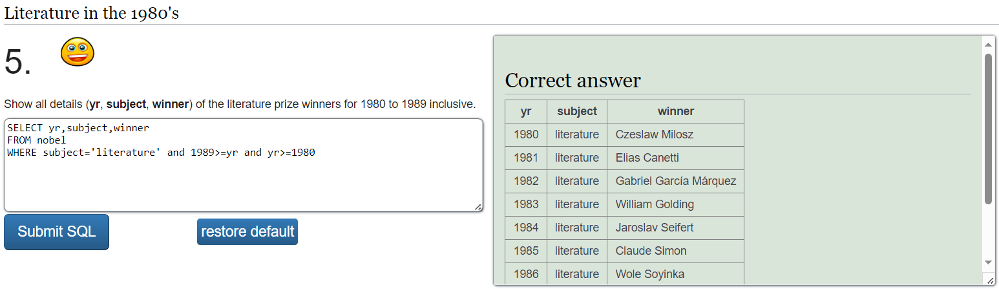 Literature in the 1980's
5.
Show all details (yr, subject, winner) of the literature prize winners for 1980 to 1989 inclusive.
SELECT yr,subject,winner
FROM nobel
WHERE subject='literature' and 1989>=yr and yr>=1980
Submit SQL restore default
Correct answer
yr subject winner
1980 literature Czeslaw Milosz
1981 literature Elias Canetti
1982 literature Gabriel García Márquez
1983 literature William Golding
1984 literature Jaroslav Seifert
1985 literature Claude Simon
1986 literature Wole Soyinka